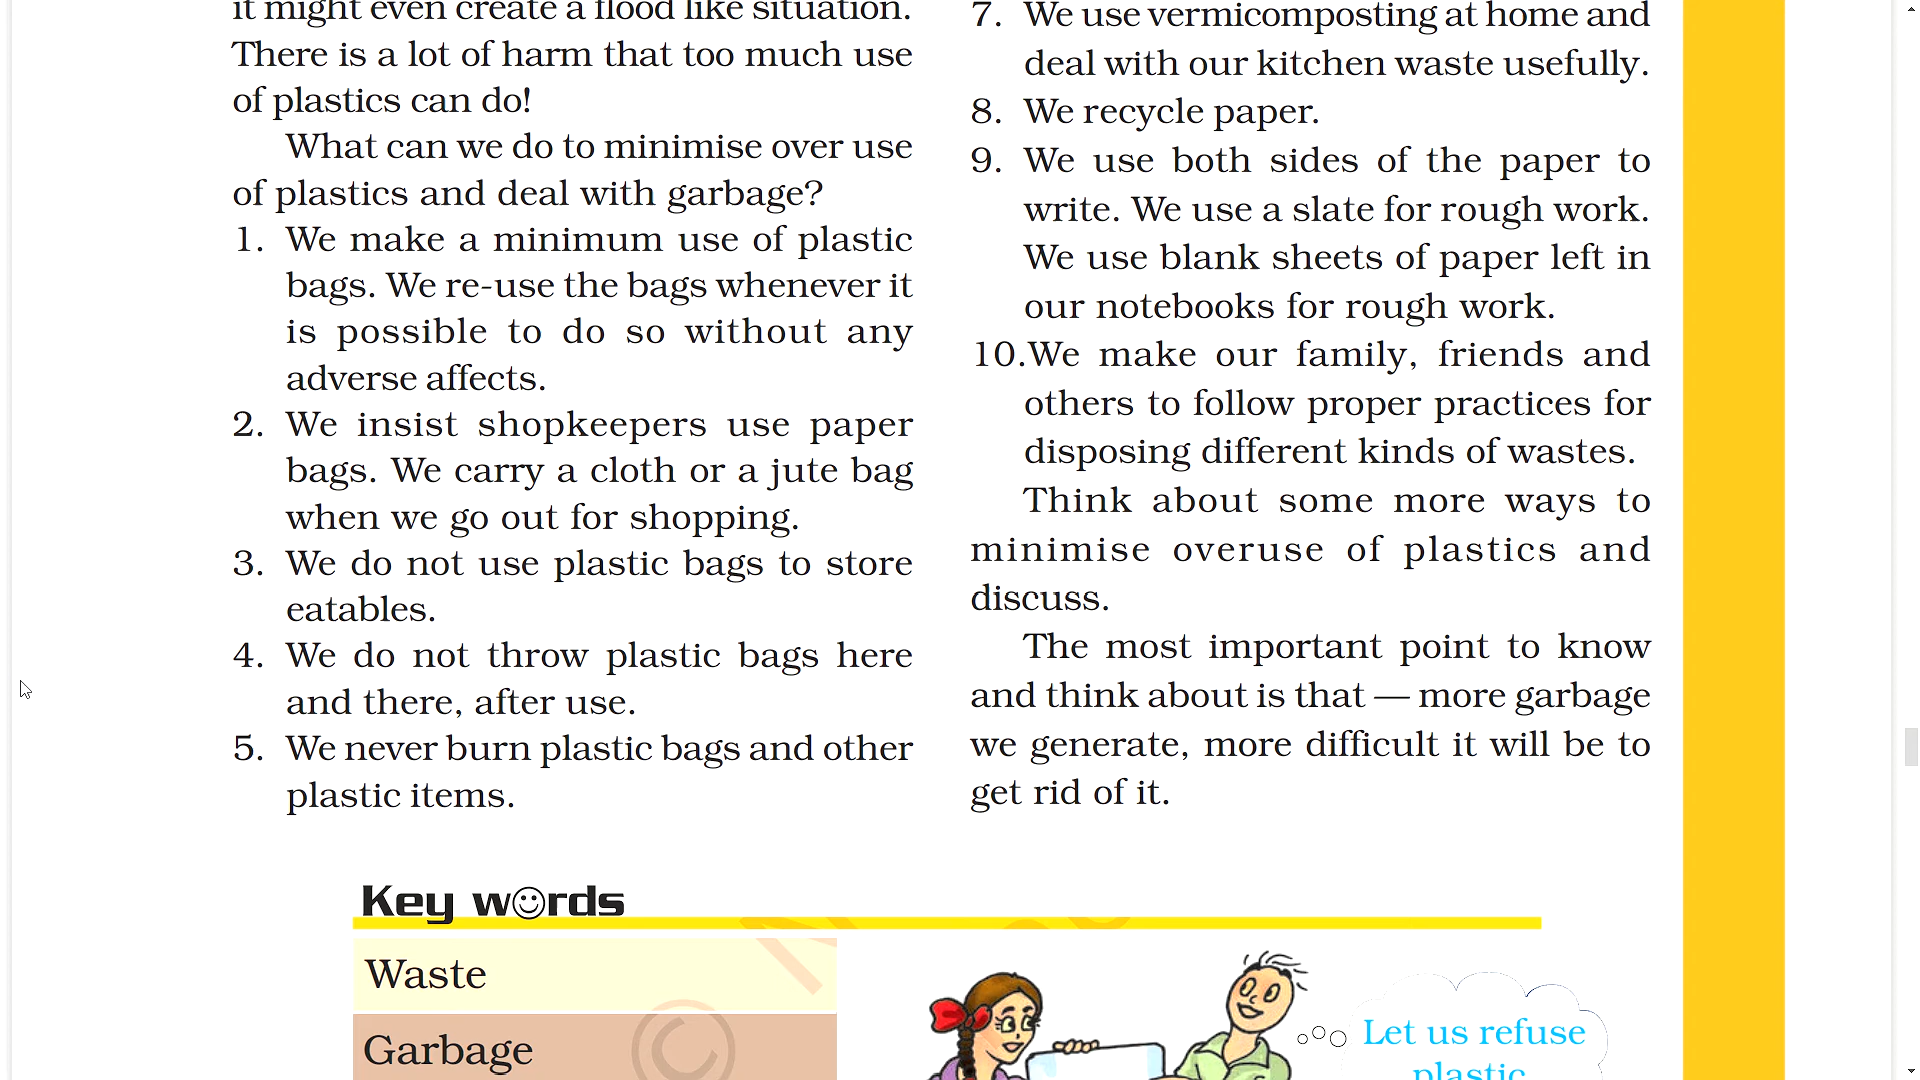 it might even create a flood like situation.
There is a lot of harm that too much use
of plastics can do!
What can we do to minimise over use
of plastics and deal with garbage?
1. We make a minimum use of plastic
bags. We re-use the bags whenever it
is possible to do so without any
adverse affects.
2. We insist shopkeepers use paper
bags. We carry a cloth or a jute bag
when we go out for shopping.
3. We do not use plastic bags to store
eatables.
4. We do not throw plastic bags here
and there, after use.
5. We never burn plastic bags and other
plastic items.
7. We use vermicomposting at home and
deal with our kitchen waste usefully.
8. We recycle paper.
9. We use both sides of the paper to
write. We use a slate for rough work.
We use blank sheets of paper left in
our notebooks for rough work.
10.We make our family, friends and
others to follow proper practices for
disposing different kinds of wastes.
Think about some more ways to
minimise overuse of plastics and
discuss.
The most important point to know
and think about is that — more garbage
we generate, more difficult it will be to
get rid of it.
Key words
Waste
Garbage
Let us refuse
plastic